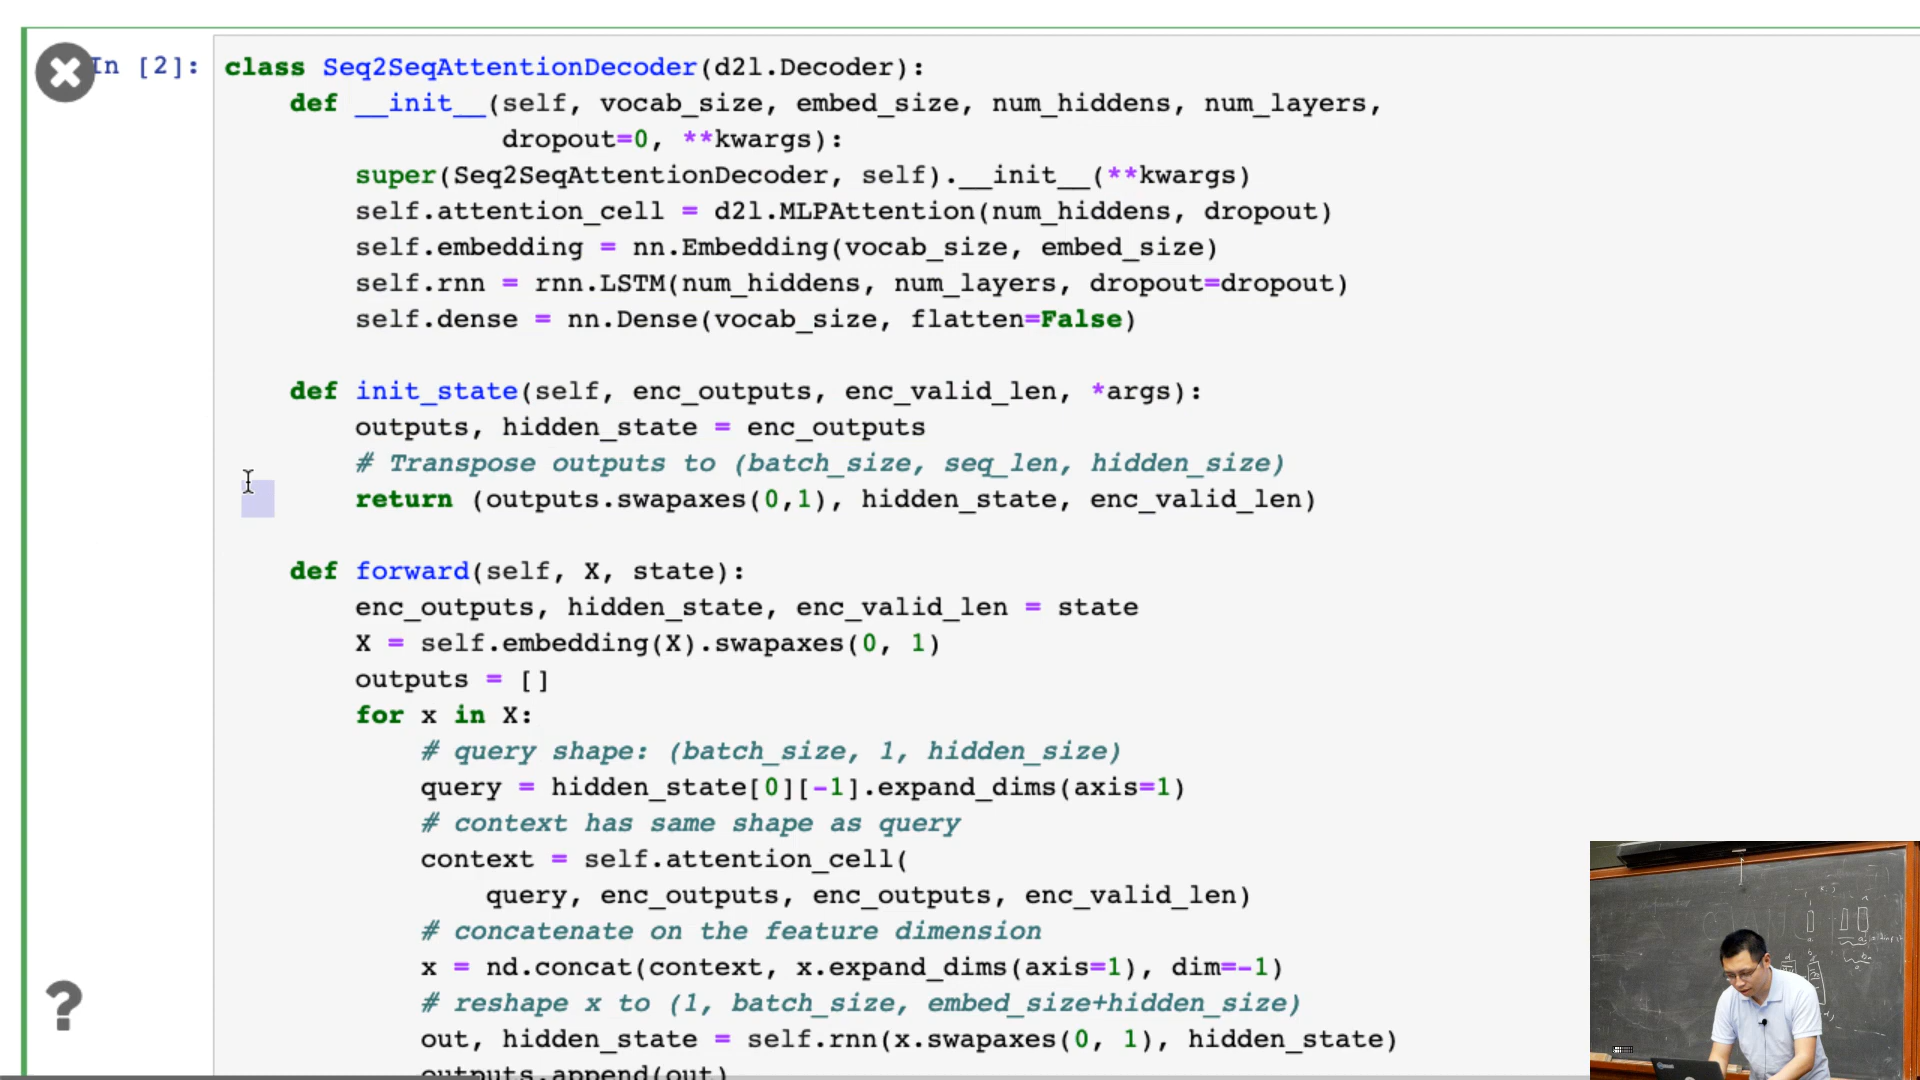 In [2]:
class Seq2SeqAttentionDecoder(d2l.Decoder):
    def __init__(self, vocab_size, embed_size, num_hiddens, num_layers,
                 dropout=0, **kwargs):
        super(Seq2SeqAttentionDecoder, self).__init__(**kwargs)
        self.attention_cell = d2l.MLPAttention(num_hiddens, dropout)
        self.embedding = nn.Embedding(vocab_size, embed_size)
        self.rnn = rnn.LSTM(num_hiddens, num_layers, dropout=dropout)
        self.dense = nn.Dense(vocab_size, flatten=False)
    def init_state(self, enc_outputs, enc_valid_len, *args):
        outputs, hidden_state = enc_outputs
        # Transpose outputs to (batch_size, seq_len, hidden_size)
        return (outputs.swapaxes(0,1), hidden_state, enc_valid_len)
    def forward(self, X, state):
        enc_outputs, hidden_state, enc_valid_len = state
        X = self.embedding(X).swapaxes(0, 1)
        outputs = []
        for x in X:
            # query shape: (batch_size, 1, hidden_size)
            query = hidden_state[0][-1].expand_dims(axis=1)
            # context has same shape as query
            context = self.attention_cell(
                query, enc_outputs, enc_outputs, enc_valid_len)
            # concatenate on the feature dimension
            x = nd.concat(context, x.expand_dims(axis=1), dim=-1)
            # reshape x to (1, batch_size, embed_size+hidden_size)
            out, hidden_state = self.rnn(x.swapaxes(0, 1), hidden_state)
            outputs.append(out)
?